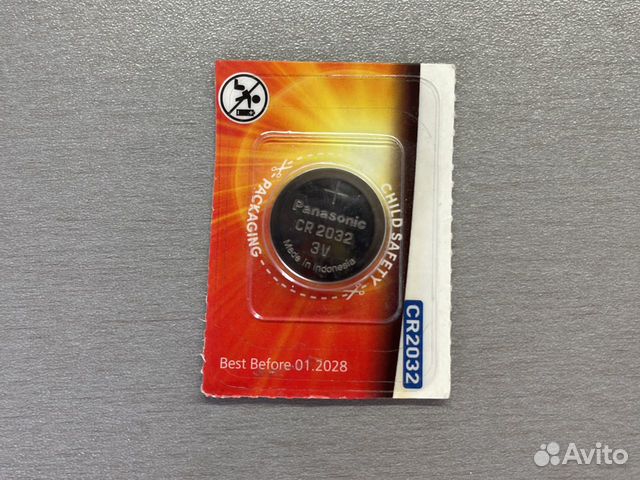 Panasonic
CR 2032
3V
Made in Indonesia
CHILD SAFETY
PACKAGING
CR2032
Best Before 01.2028
Avito